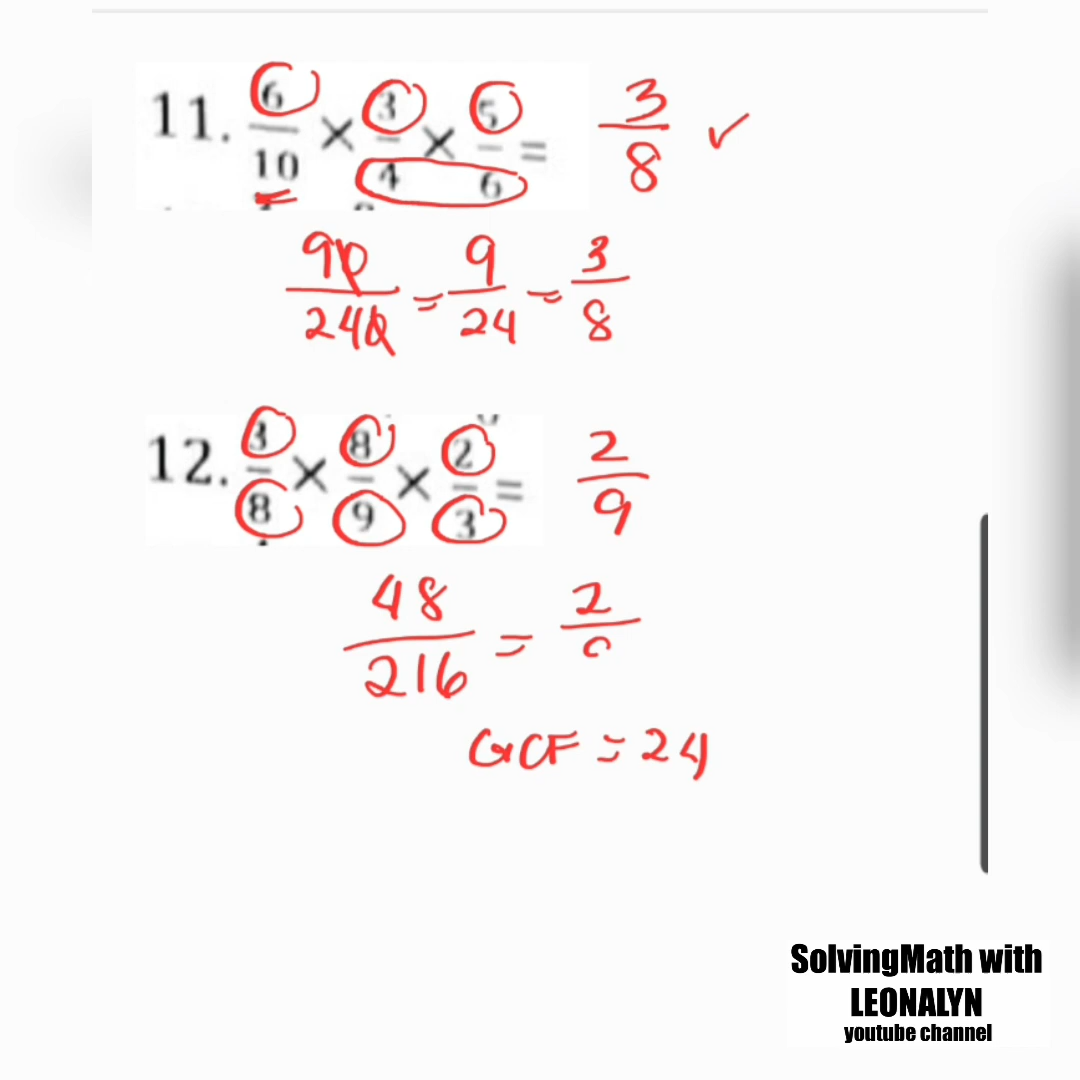 11. 6/10 × 3/4 × 5/6 = 3/8 ✓
90/240 = 9/24 = 3/8
12. 3/8 × 8/9 × 2/3 = 2/9
48/216 = 2/
GCF = 24
SolvingMath with
LEONALYN
youtube channel